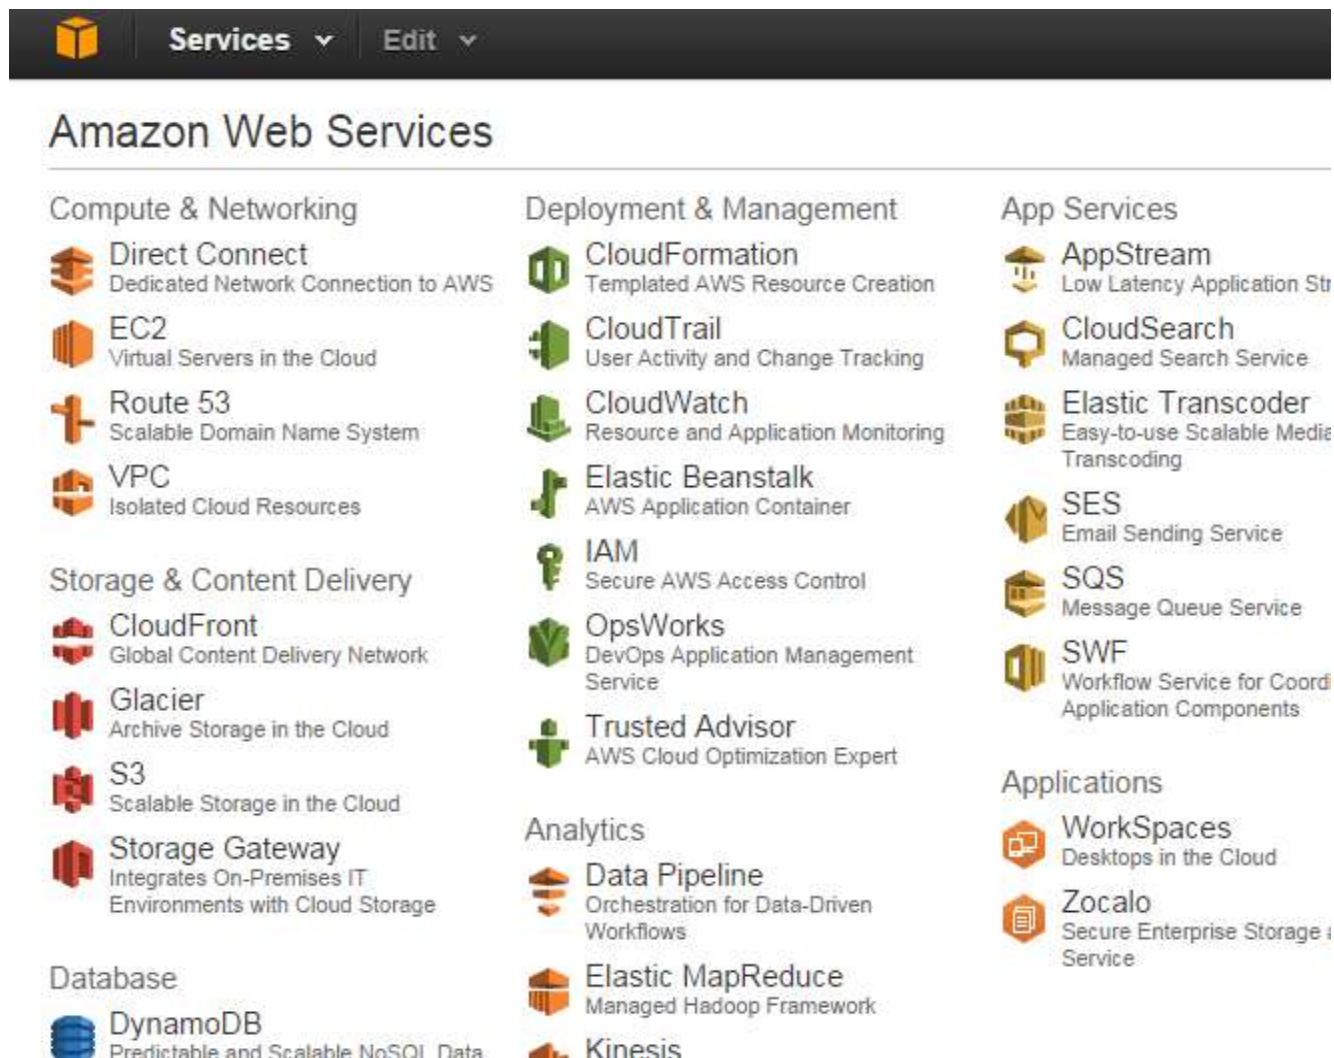 Services Edit
Amazon Web Services
Compute & Networking
Direct Connect
Dedicated Network Connection to AWS
EC2
Virtual Servers in the Cloud
Route 53
Scalable Domain Name System
VPC
Isolated Cloud Resources
Storage & Content Delivery
CloudFront
Global Content Delivery Network
Glacier
Archive Storage in the Cloud
S3
Scalable Storage in the Cloud
Storage Gateway
Integrates On-Premises IT
Environments with Cloud Storage
Database
DynamoDB
Predictable and Scalable NoSQL Data
Deployment & Management
CloudFormation
Templated AWS Resource Creation
CloudTrail
User Activity and Change Tracking
CloudWatch
Resource and Application Monitoring
Elastic Beanstalk
AWS Application Container
IAM
Secure AWS Access Control
OpsWorks
DevOps Application Management
Service
Trusted Advisor
AWS Cloud Optimization Expert
Analytics
Data Pipeline
Orchestration for Data-Driven
Workflows
Elastic MapReduce
Managed Hadoop Framework
Kinesis
App Services
AppStream
Low Latency Application
CloudSearch
Managed Search Service
Elastic Transcoder
Easy-to-use Scalable Media
Transcoding
SES
Email Sending Service
SQS
Message Queue Service
SWF
Workflow Service for
Application Components
Applications
WorkSpaces
Desktops in the Cloud
Zocalo
Secure Enterprise Storage
Service